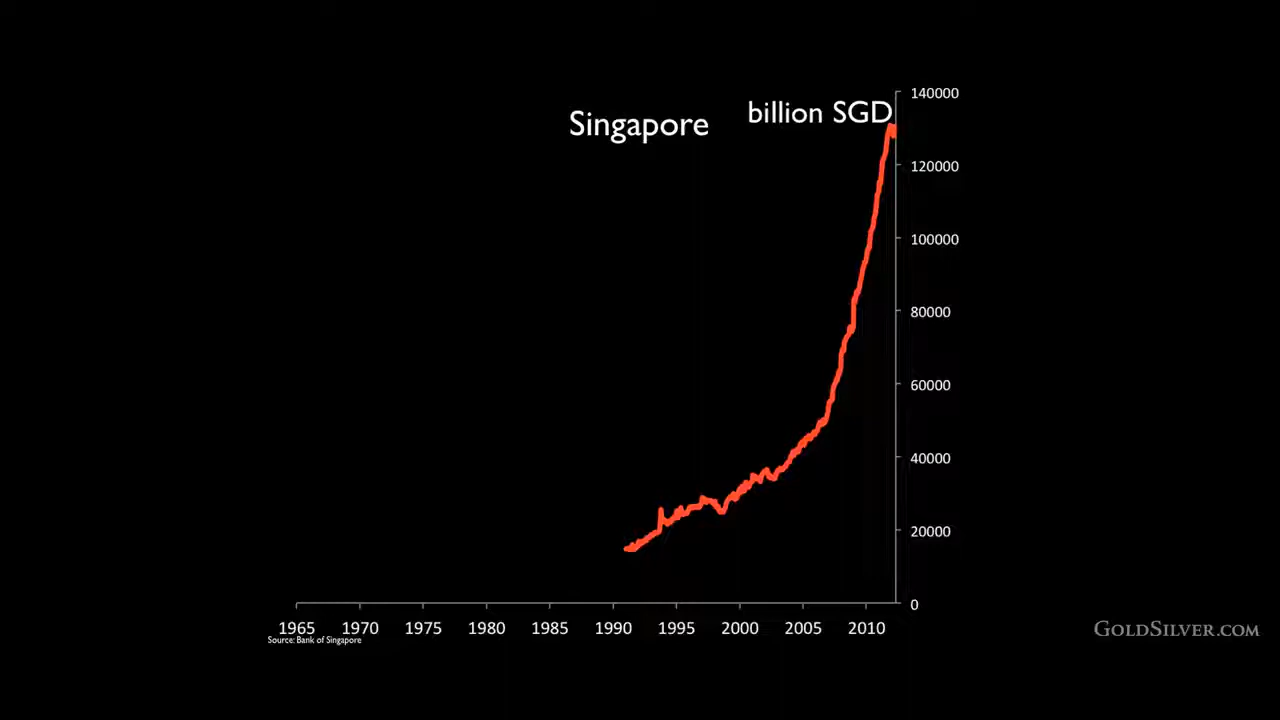 Singapore
billion SGD
140000
120000
100000
80000
60000
40000
20000
0
1965 1970 1975 1980 1985 1990 1995 2000 2005 2010
Source: Bank of Singapore
GOLDSILVER.COM